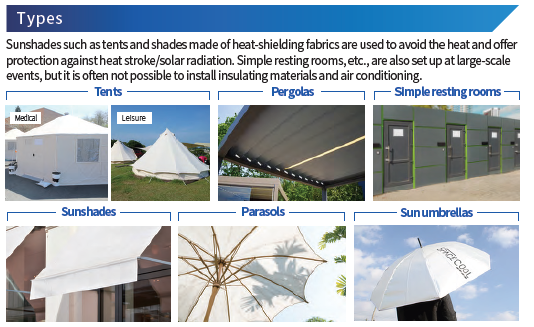 Types
Sunshades such as tents and shades made of heat-shielding fabrics are used to avoid the heat and offer
protection against heat stroke/solar radiation. Simple resting rooms, etc., are also set up at large-scale
events, but it is often not possible to install insulating materials and air conditioning.
Tents
Pergolas
Simple resting rooms
Medical
Leisure
Sunshades
Parasols
Sun umbrellas